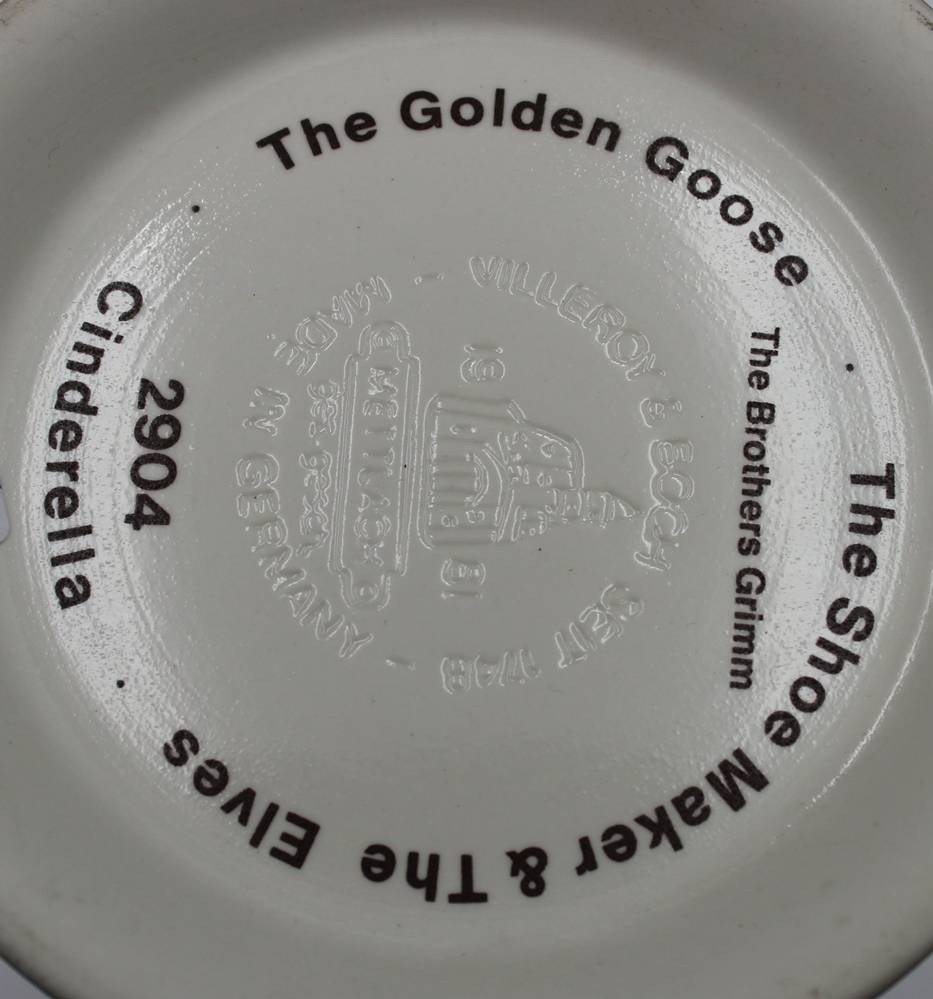 The Golden Goose
The Brothers Grimm
The Shoe Maker & The Elves
2904
Cinderella
VILLEROY & BOCH
SEIT 1748
MADE IN GERMANY
19 81
METTLACH